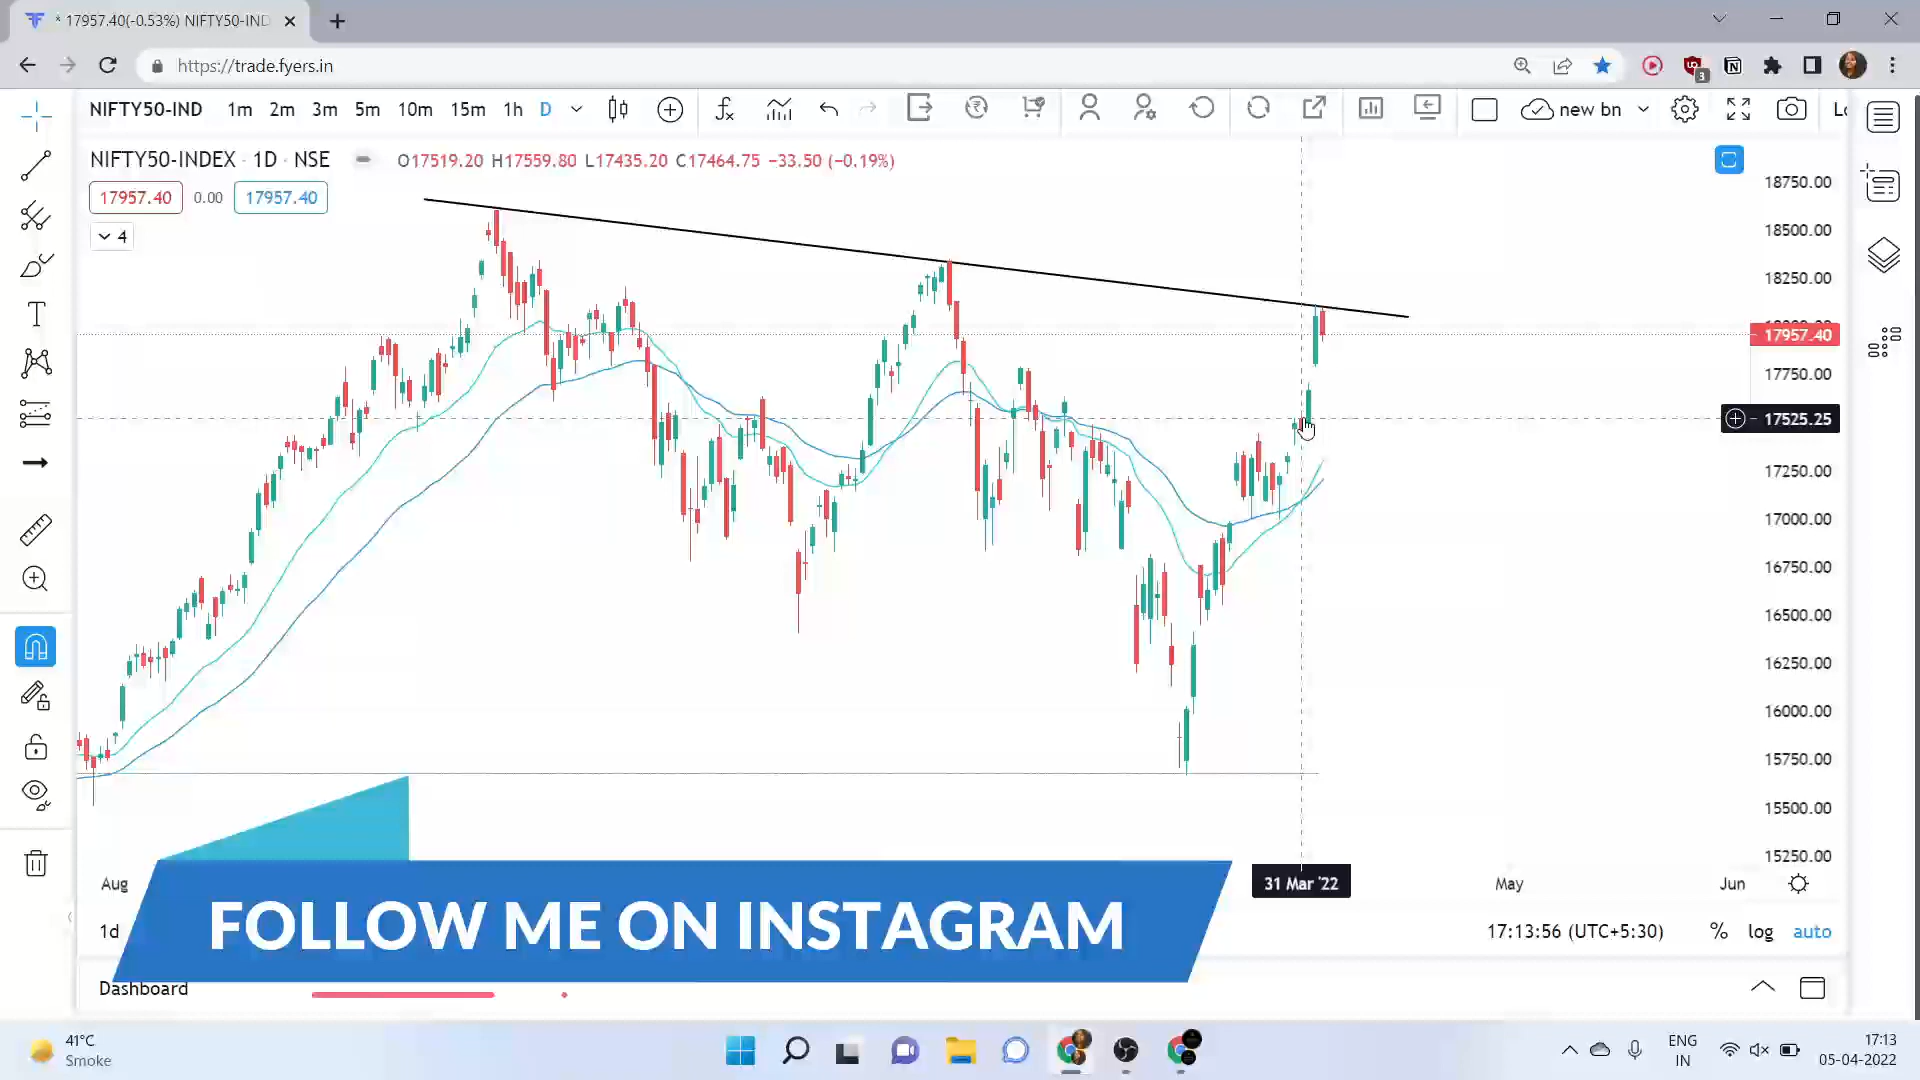 * 17957.40(-0.53%) NIFTY50-IND
https://trade.fyers.in
3
NIFTY50-IND 1m 2m 3m 5m 10m 15m 1h D new bn
NIFTY50-INDEX · 1D · NSE O17519.20 H17559.80 L17435.20 C17464.75 −33.50 (−0.19%)
17957.40 0.00 17957.40
4
18750.00
18500.00
18250.00
17957.40
17750.00
17525.25
17250.00
17000.00
16750.00
16500.00
16250.00
16000.00
15750.00
15500.00
15250.00
Aug 31 Mar '22 May Jun
FOLLOW ME ON INSTAGRAM
1d 17:13:56 (UTC+5:30) % log auto
Dashboard
41°C
Smoke
ENG
IN
17:13
05-04-2022